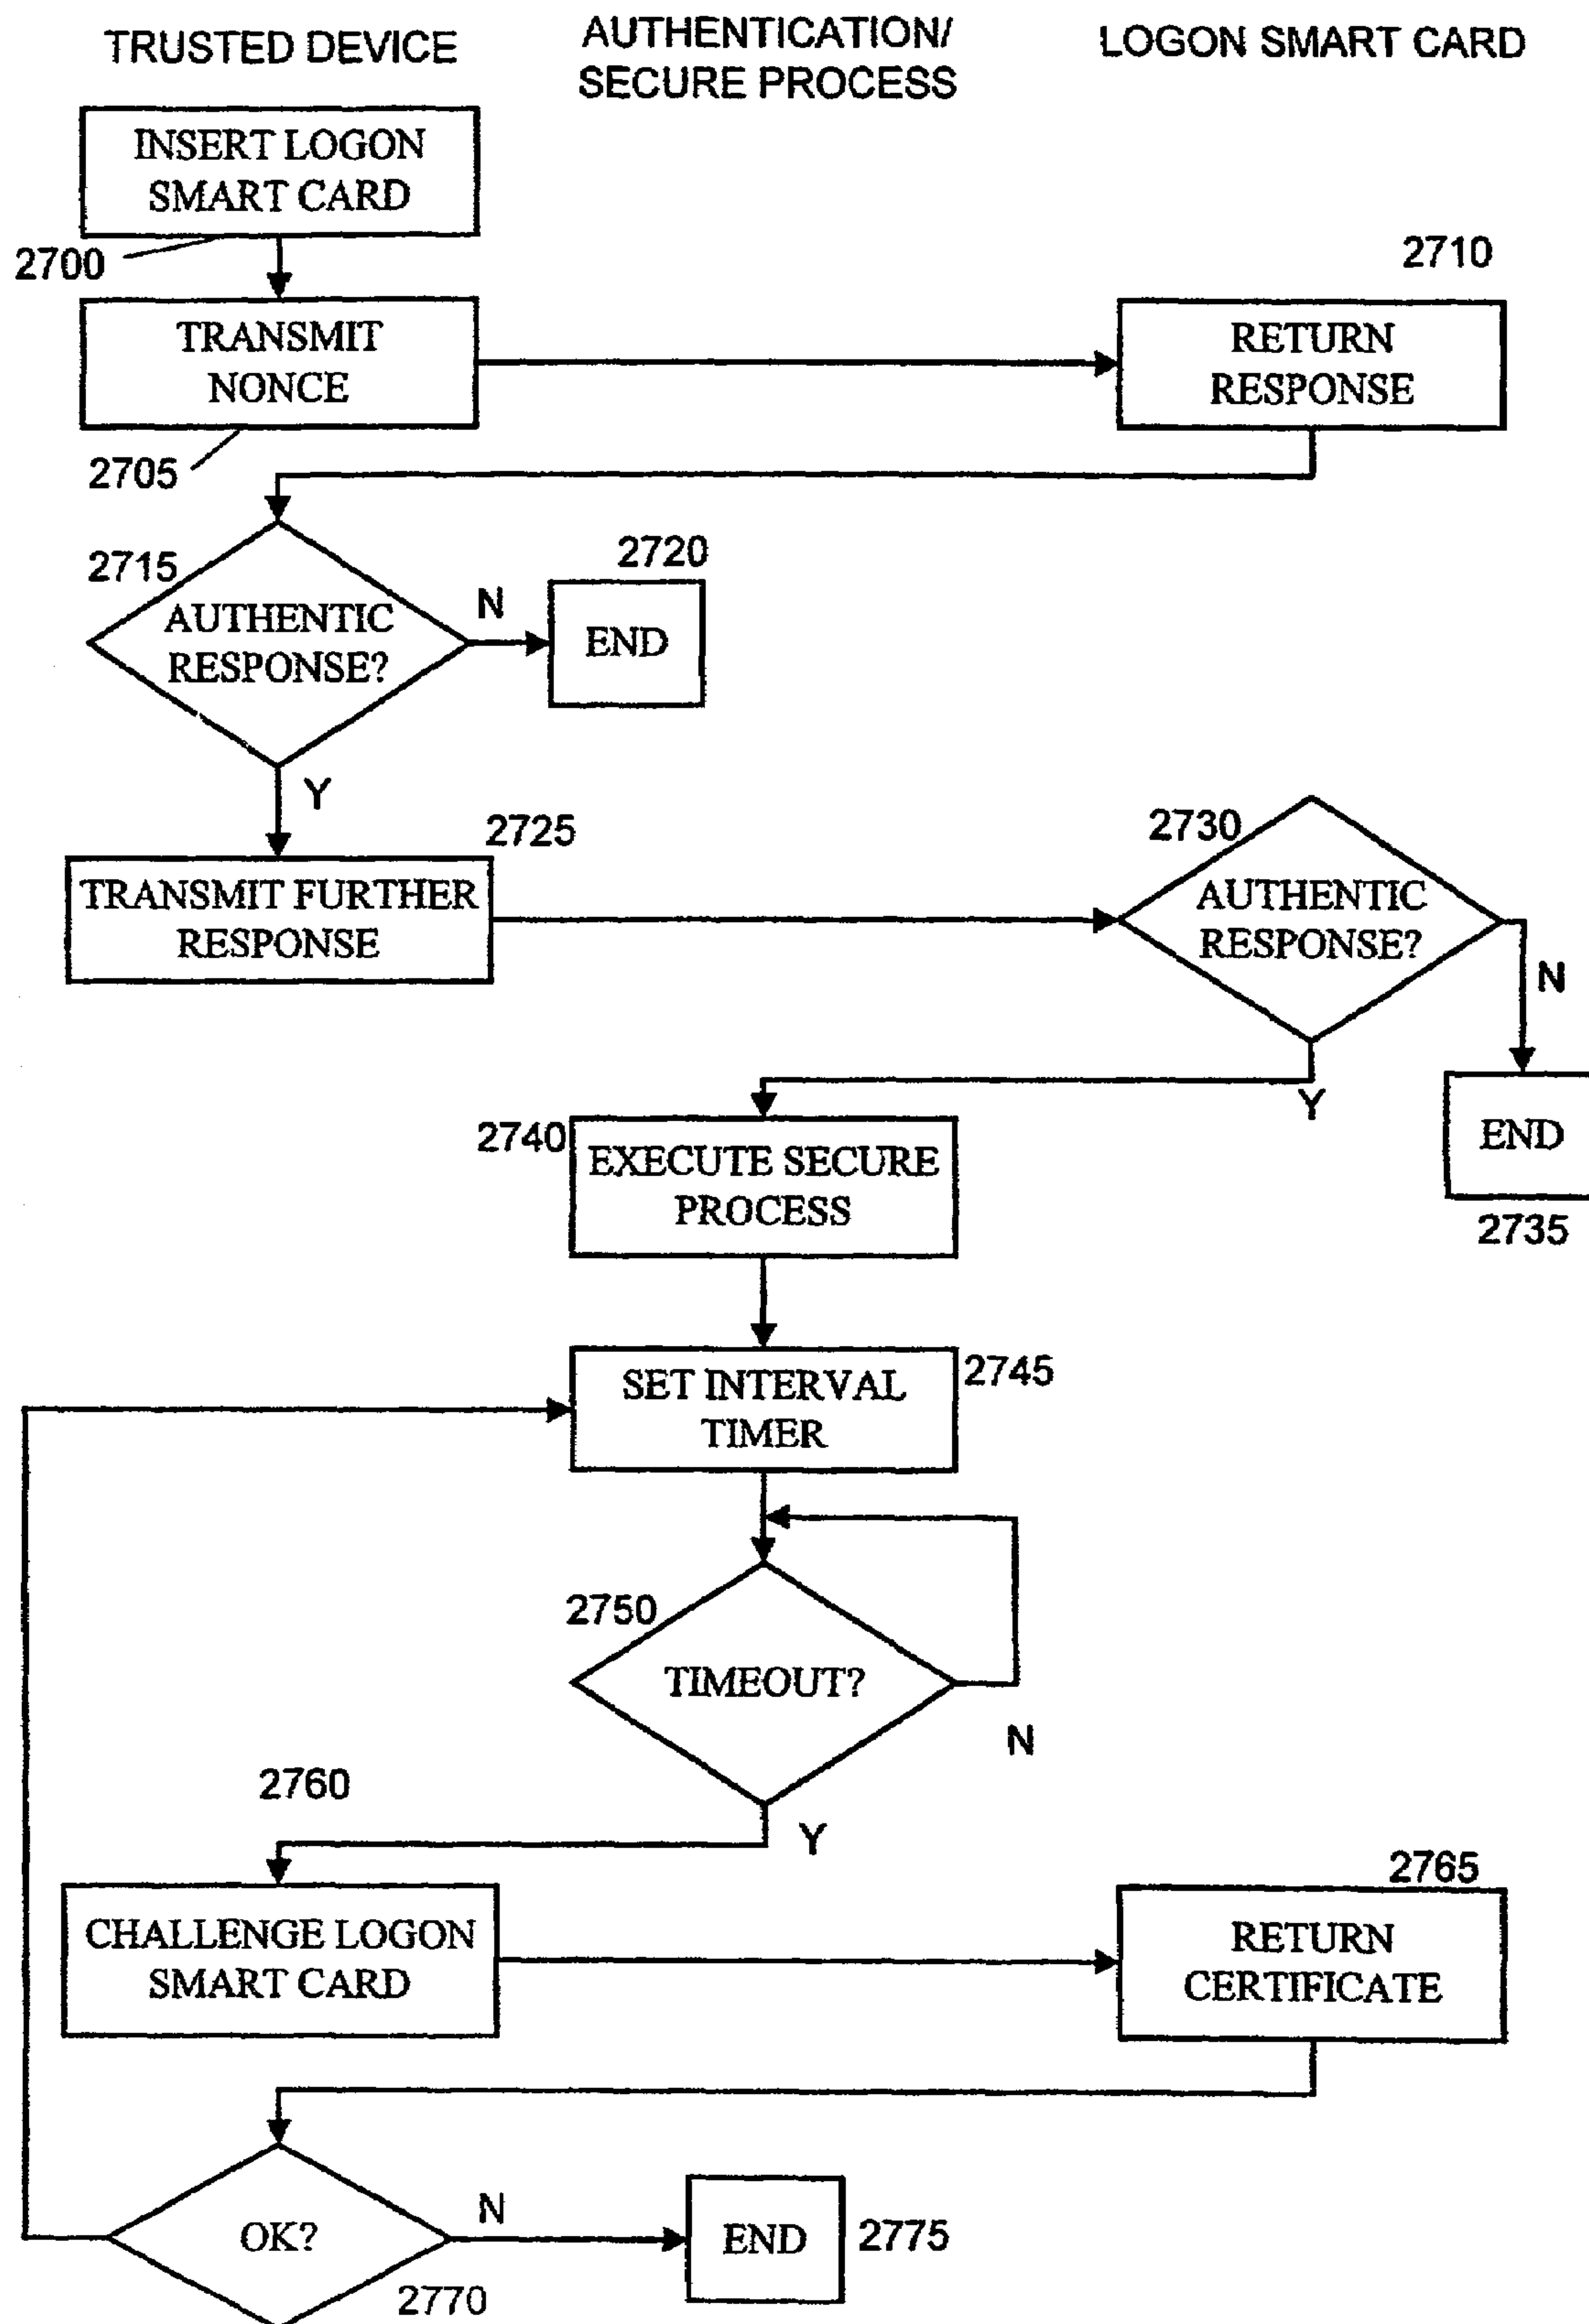 TRUSTED DEVICE
AUTHENTICATION/
SECURE PROCESS
LOGON SMART CARD
INSERT LOGON
SMART CARD
2700
2710
TRANSMIT
NONCE
RETURN
RESPONSE
2705
2715
AUTHENTIC
RESPONSE?
N
2720
END
Y
2725
TRANSMIT FURTHER
RESPONSE
2730
AUTHENTIC
RESPONSE?
N
Y
END
2735
2740
EXECUTE SECURE
PROCESS
SET INTERVAL
TIMER
2745
2750
TIMEOUT?
N
Y
2760
CHALLENGE LOGON
SMART CARD
2765
RETURN
CERTIFICATE
OK?
N
END
2775
2770